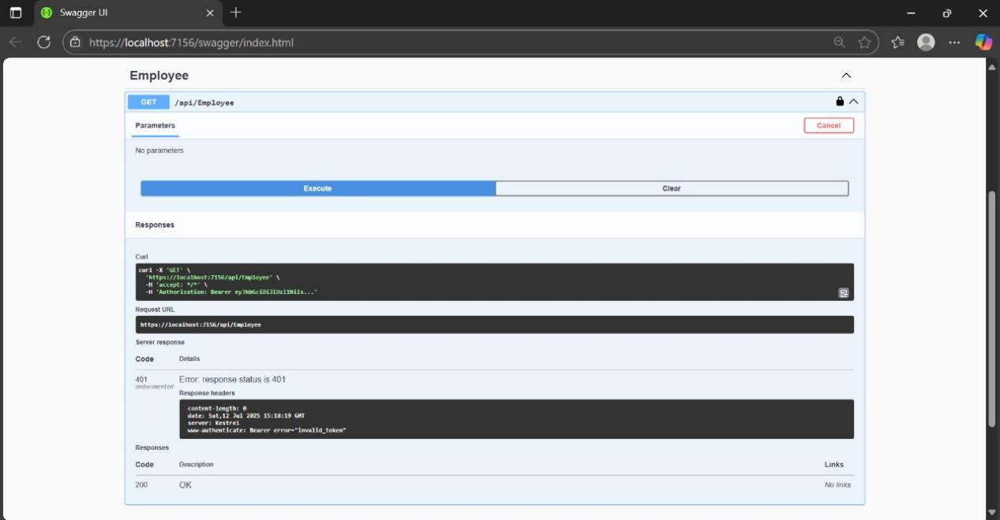 Swagger UI
https://localhost:7156/swagger/index.html
Employee
GET /api/Employee
Parameters
Cancel
No parameters
Execute
Clear
Responses
Curl
curl -X 'GET' \
'https://localhost:7156/api/Employee' \
-H 'accept: */*' \
-H 'Authorization: Bearer eyJhbGciOiJIUzI1NiIs...'
Request URL
https://localhost:7156/api/Employee
Server response
Code Details
401 Error: response status is 401
undocumented
Response headers
content-length: 0
date: Sat,12 Jul 2025 15:18:19 GMT
server: Kestrel
www-authenticate: Bearer error="invalid_token"
Responses
Code Description Links
200 OK No links